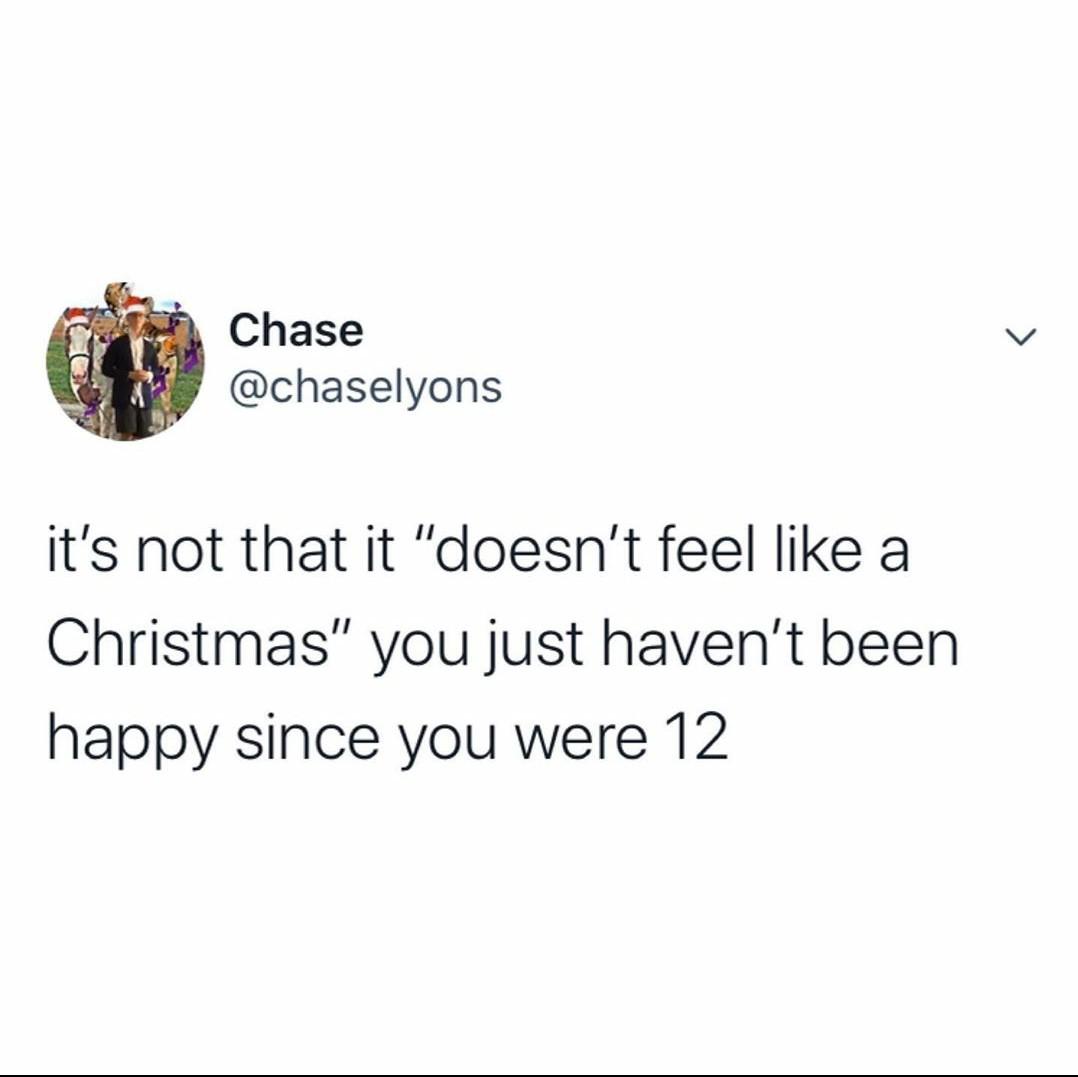 Chase
@chaselyons
it’s not that it "doesn’t feel like a
Christmas" you just haven’t been
happy since you were 12